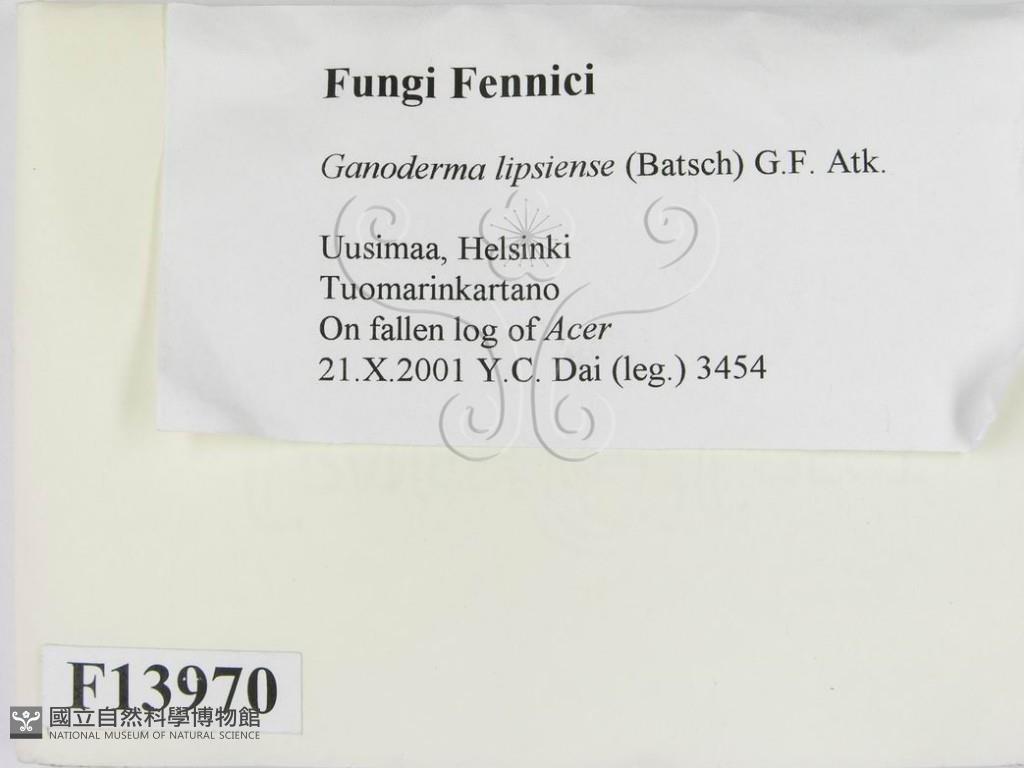 Fungi Fennici
Ganoderma lipsiense (Batsch) G.F. Atk.
Uusimaa, Helsinki
Tuomarinkartano
On fallen log of Acer
21.X.2001 Y.C. Dai (leg.) 3454
F13970
國立自然科學博物館
NATIONAL MUSEUM OF NATURAL SCIENCE